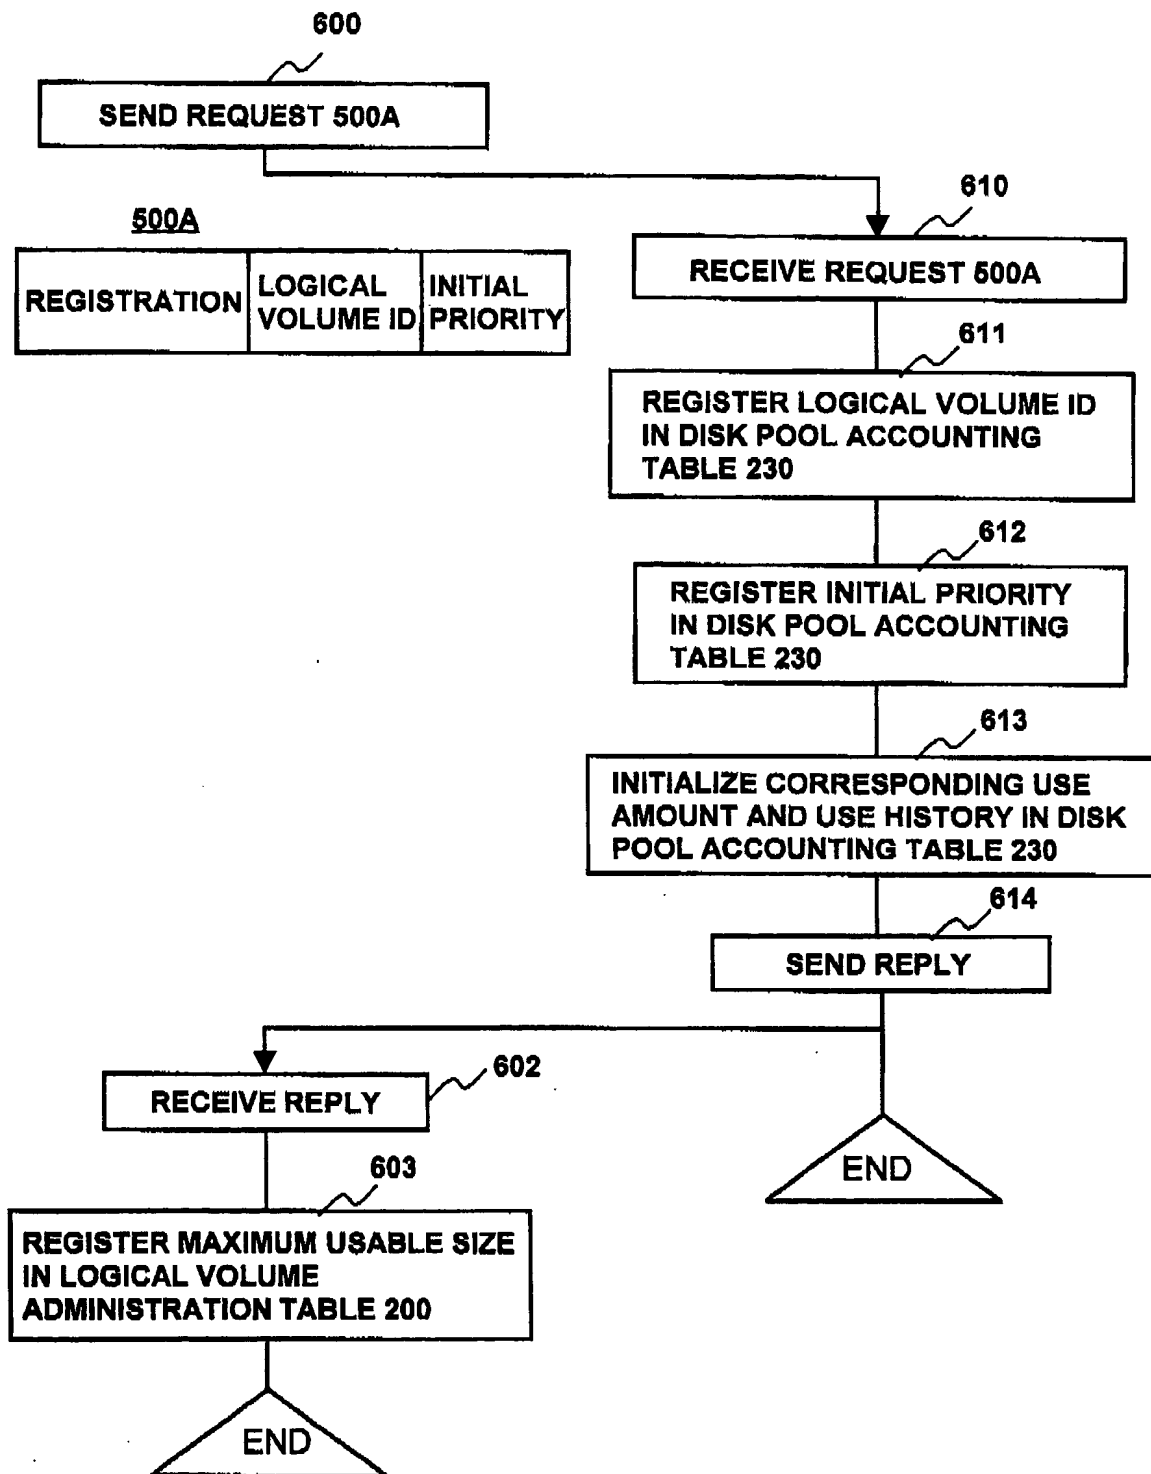 600
SEND REQUEST 500A
610
500A
RECEIVE REQUEST 500A
REGISTRATION
LOGICAL
VOLUME ID
INITIAL
PRIORITY
611
REGISTER LOGICAL VOLUME ID
IN DISK POOL ACCOUNTING
TABLE 230
612
REGISTER INITIAL PRIORITY
IN DISK POOL ACCOUNTING
TABLE 230
613
INITIALIZE CORRESPONDING USE
AMOUNT AND USE HISTORY IN DISK
POOL ACCOUNTING TABLE 230
614
SEND REPLY
602
RECEIVE REPLY
END
603
REGISTER MAXIMUM USABLE SIZE
IN LOGICAL VOLUME
ADMINISTRATION TABLE 200
END